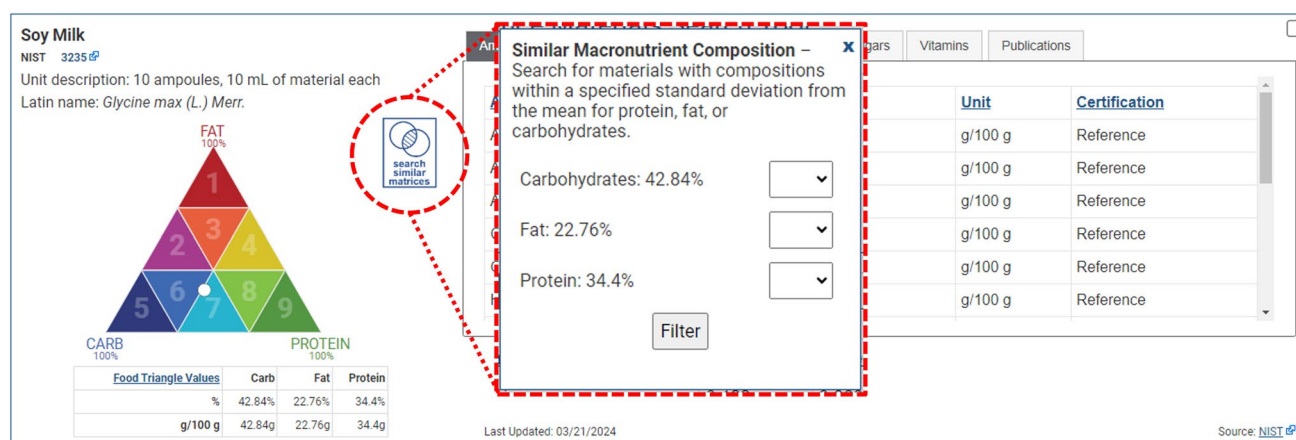 Soy Milk
NIST 3235
Unit description: 10 ampoules, 10 mL of material each
Latin name: Glycine max (L.) Merr.
FAT
100%
1
2 3 4
5 6 7 8 9
CARB
100%
PROTEIN
100%
Food Triangle Values Carb Fat Protein
% 42.84% 22.76% 34.4%
g/100 g 42.84g 22.76g 34.4g
search
similar
matrices
Similar Macronutrient Composition –
Search for materials with compositions
within a specified standard deviation from
the mean for protein, fat, or
carbohydrates.
x
Carbohydrates: 42.84%
Fat: 22.76%
Protein: 34.4%
Filter
Vitamins Publications
Unit Certification
g/100 g Reference
g/100 g Reference
g/100 g Reference
g/100 g Reference
g/100 g Reference
g/100 g Reference
Last Updated: 03/21/2024
Source: NIST